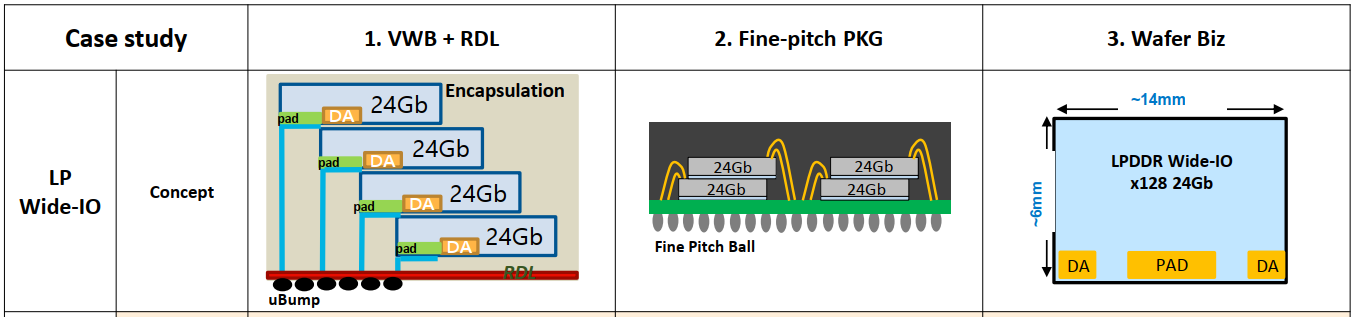 Case study
1. VWB + RDL
2. Fine-pitch PKG
3. Wafer Biz
LP
Wide-IO
Concept
Encapsulation
24Gb
pad
DA
24Gb
pad
DA
24Gb
pad
DA
24Gb
pad
DA
RDL
uBump
24Gb
24Gb
24Gb
24Gb
Fine Pitch Ball
~14mm
~6mm
LPDDR Wide-IO
x128 24Gb
DA
PAD
DA